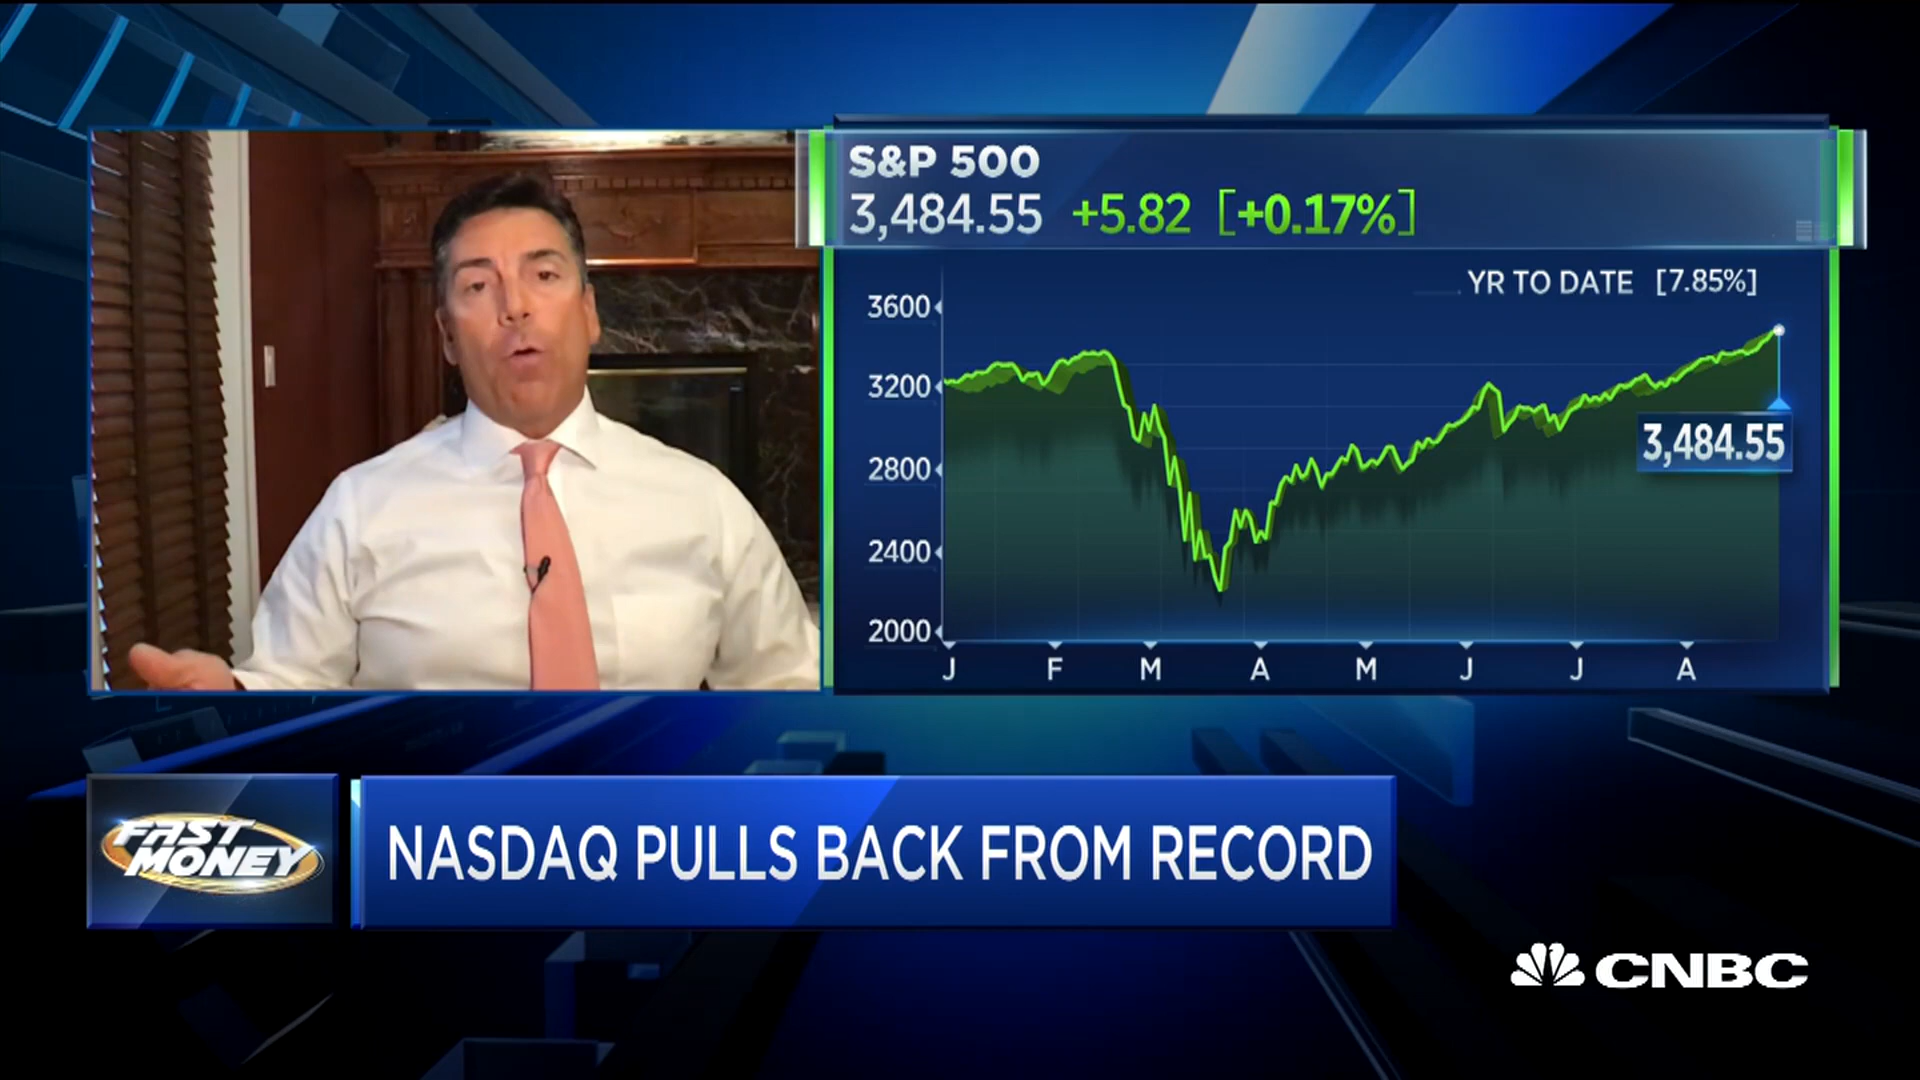 S&P 500
3,484.55 +5.82 [+0.17%]
YR TO DATE [7.85%]
3600
3200
2800
2400
2000
3,484.55
J F M A M J J A
FAST
MONEY
NASDAQ PULLS BACK FROM RECORD
CNBC